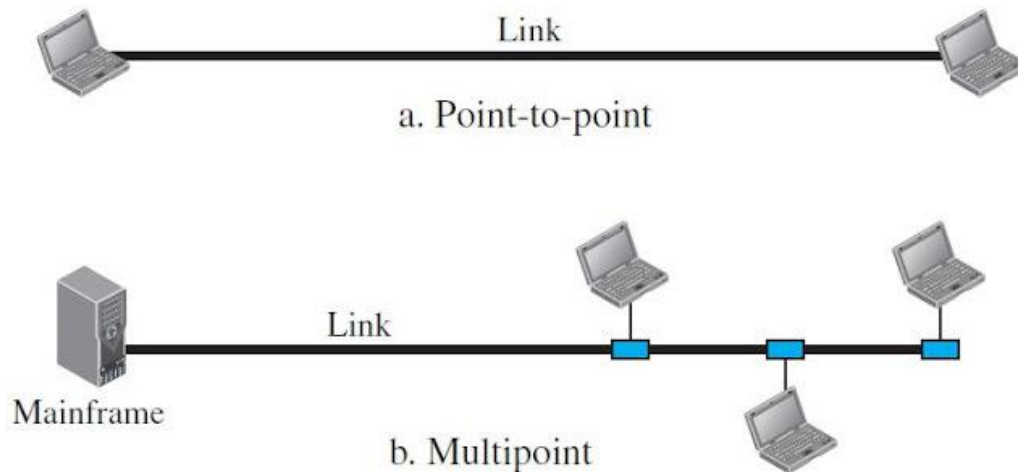 Link
a. Point-to-point
Link
Mainframe
b. Multipoint